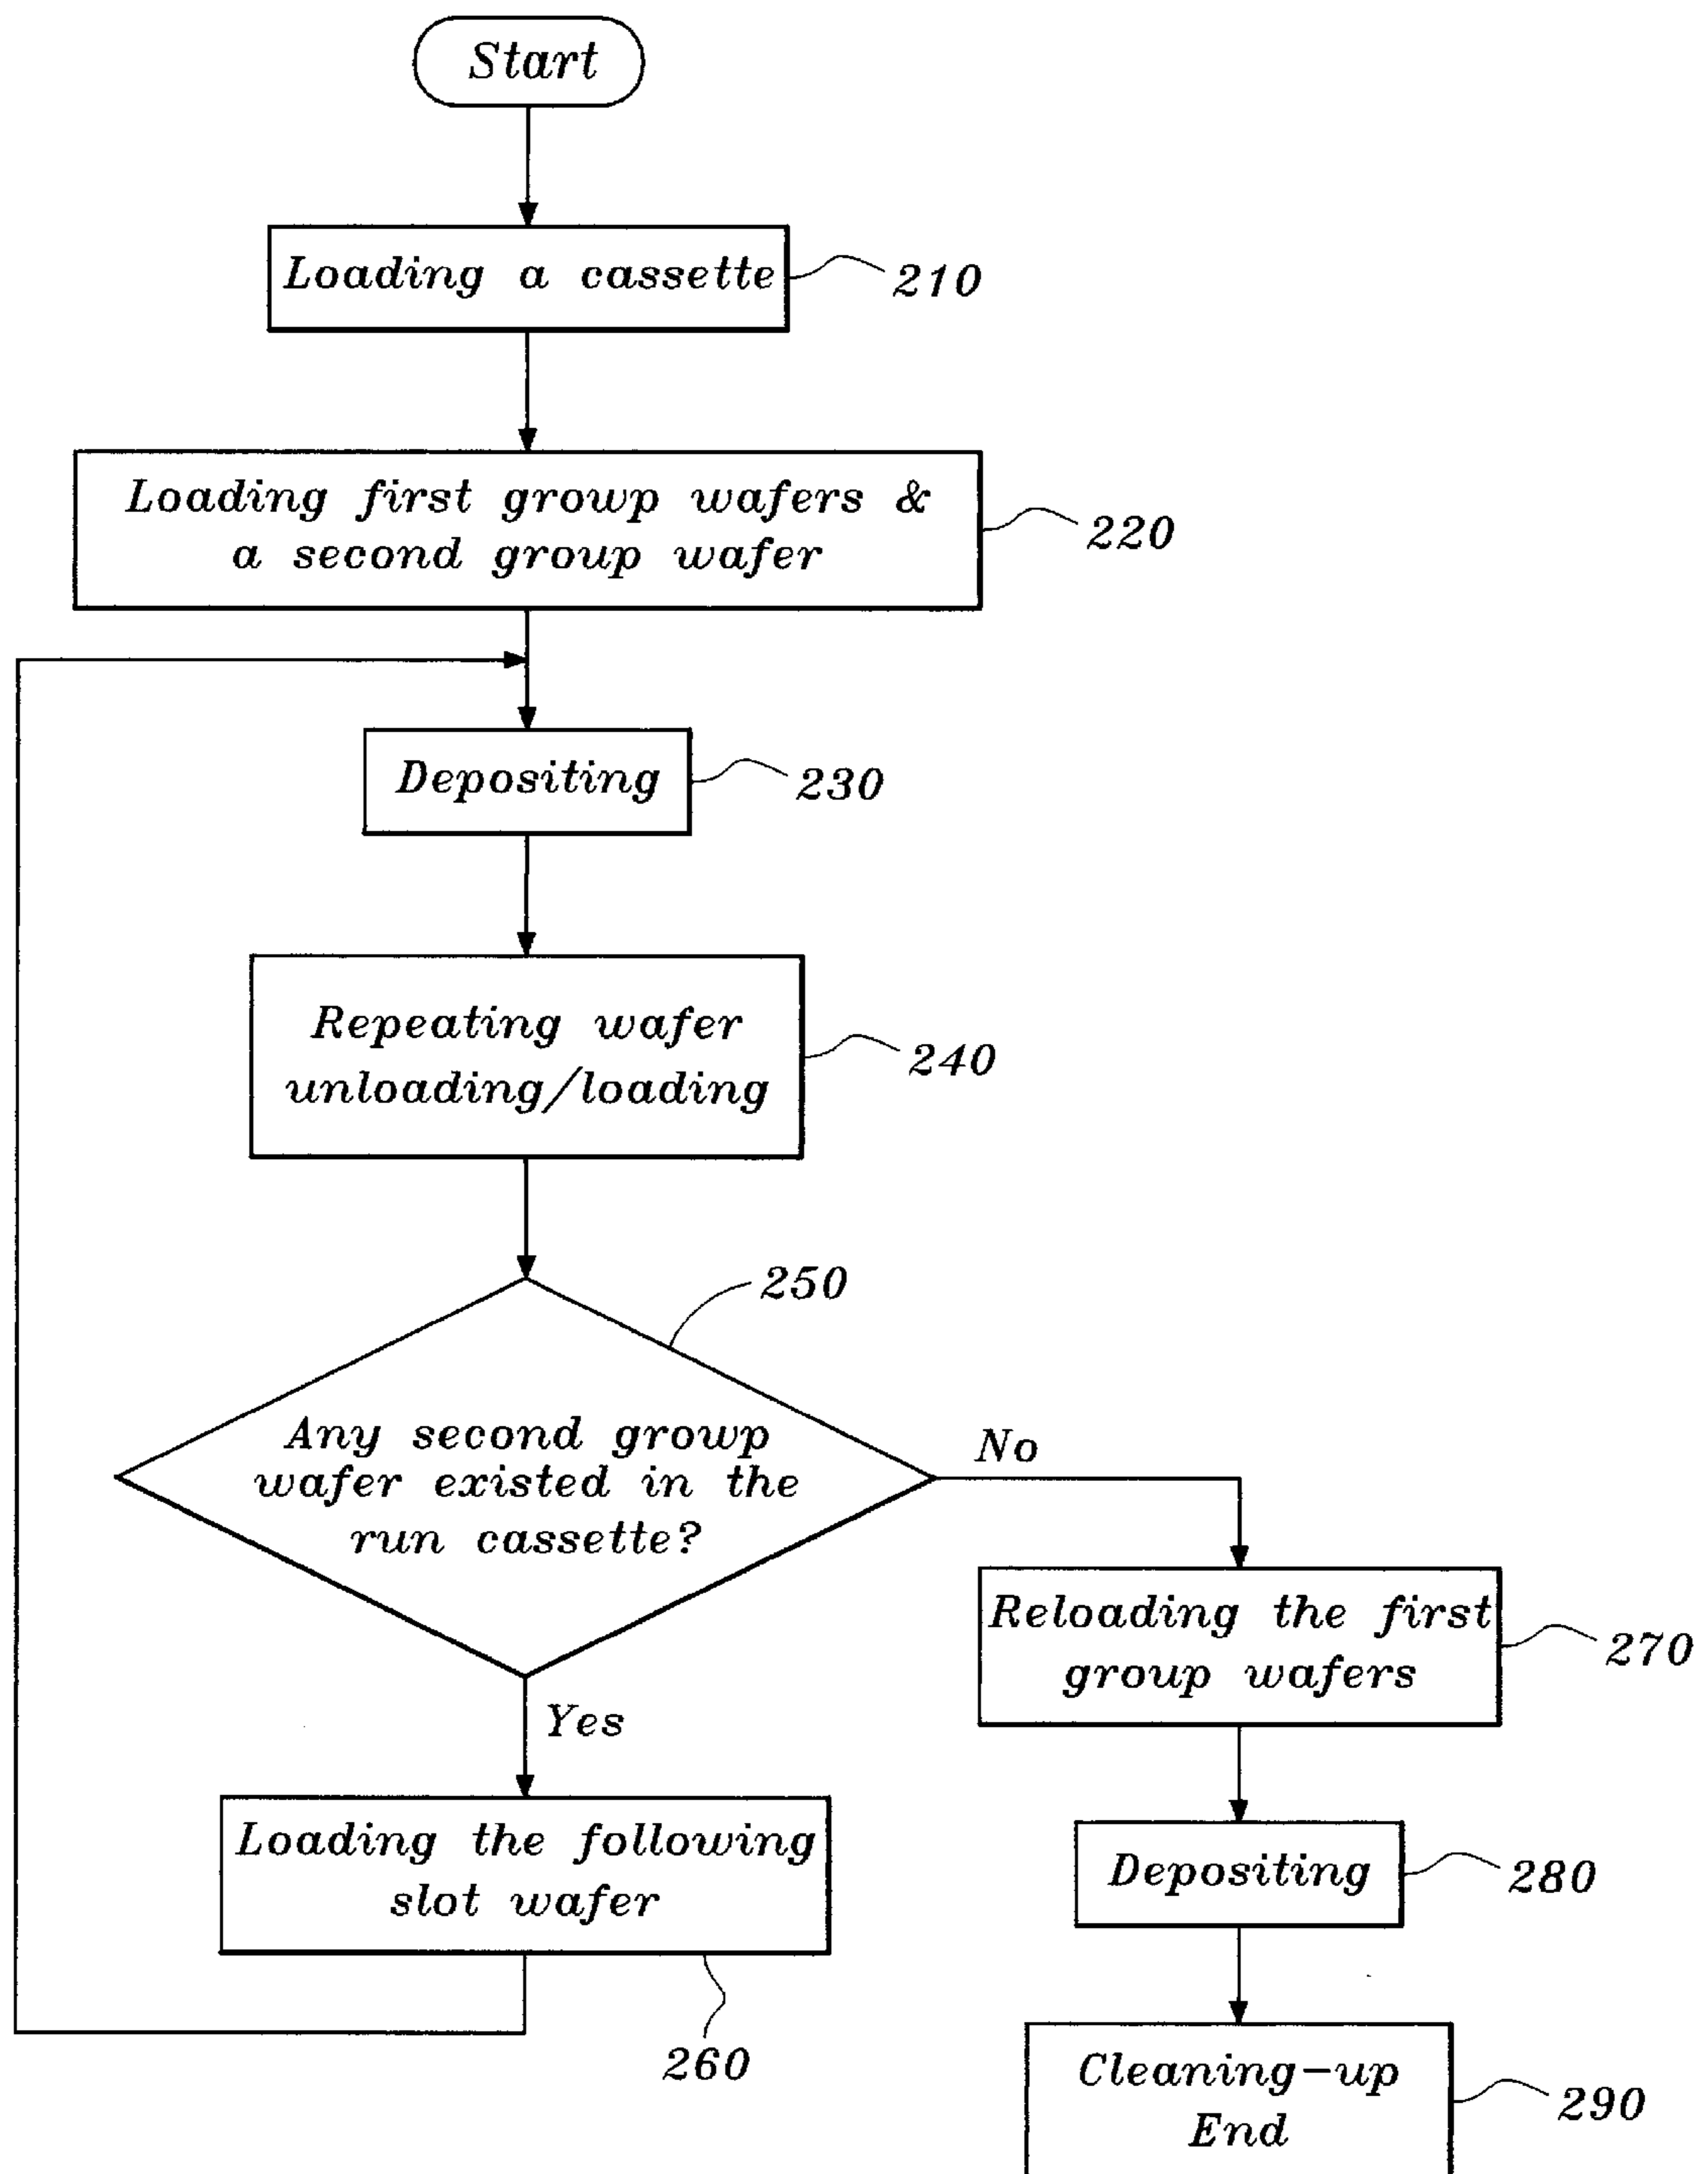 Start
Loading a cassette
210
Loading first growp wafers &
a second group wafer
220
Depositing
230
Repeating wafer
unloading/loading
240
250
Any second growp
wafer existed in the
run cassette?
No
Yes
Reloading the first
group wafers
270
Loading the following
slot wafer
260
Depositing
280
Cleaning-up
End
290